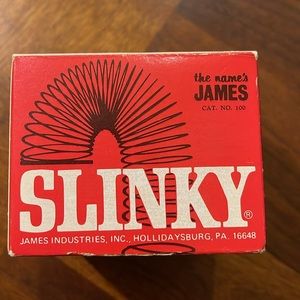 the name's
JAMES
CAT. NO. 100
SLINKY®
JAMES INDUSTRIES, INC., HOLLIDAYSBURG, PA. 16648